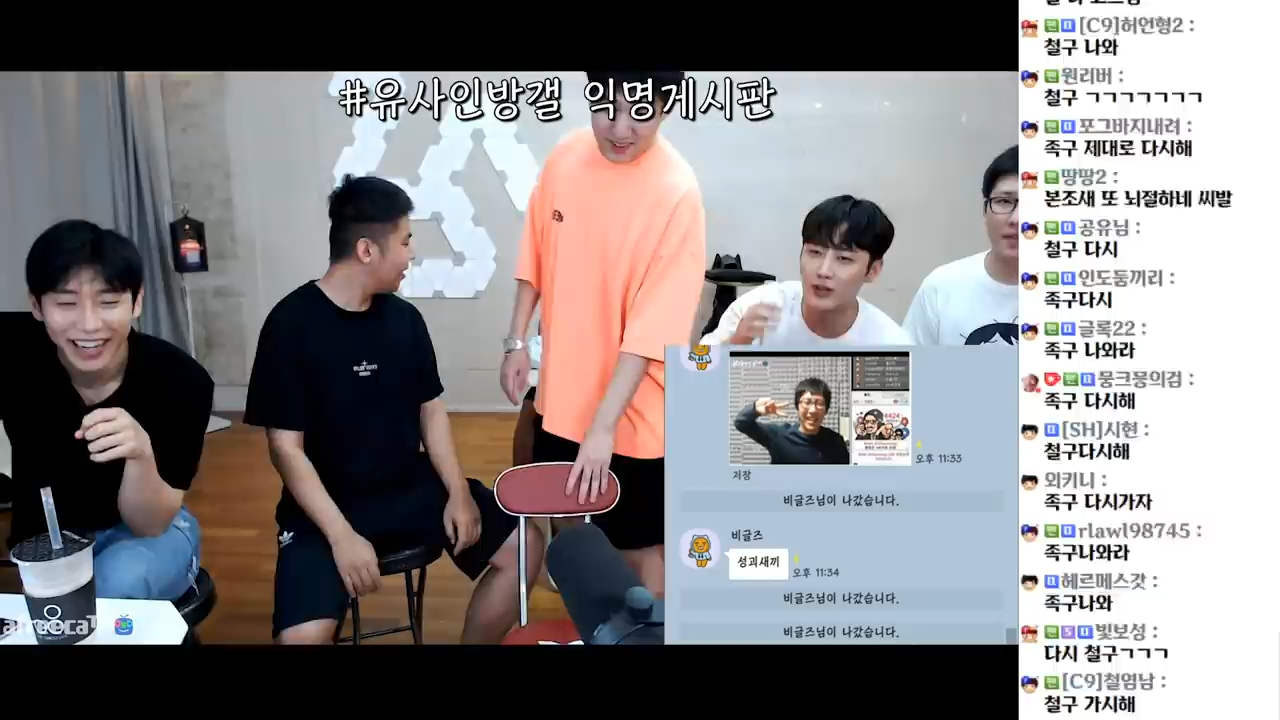 #유사인방갤 익명게시판
오후 11:33
저장
비글즈님이 나갔습니다.
비글즈
성괴새끼
오후 11:34
비글즈님이 나갔습니다.
비글즈님이 나갔습니다.
afreecaT
[C9]허언형2 :
철구 나와
원리버 :
철구 ㄱㄱㄱㄱㄱㄱㄱ
포그바지내려 :
족구 제대로 다시해
땅땅2 :
본조새 또 뇌절하네 씨발
공유님 :
철구 다시
인도둠끼리 :
족구다시
글록22 :
족구 나와라
뭉크뭉의검 :
족구 다시해
[SH]시현 :
철구다시해
와키니 :
족구 다시가자
rlawl98745 :
족구나와라
헤르메스갓 :
족구나와
빛보성 :
다시 철구ㄱㄱㄱ
[C9]철염남 :
철구 가시해